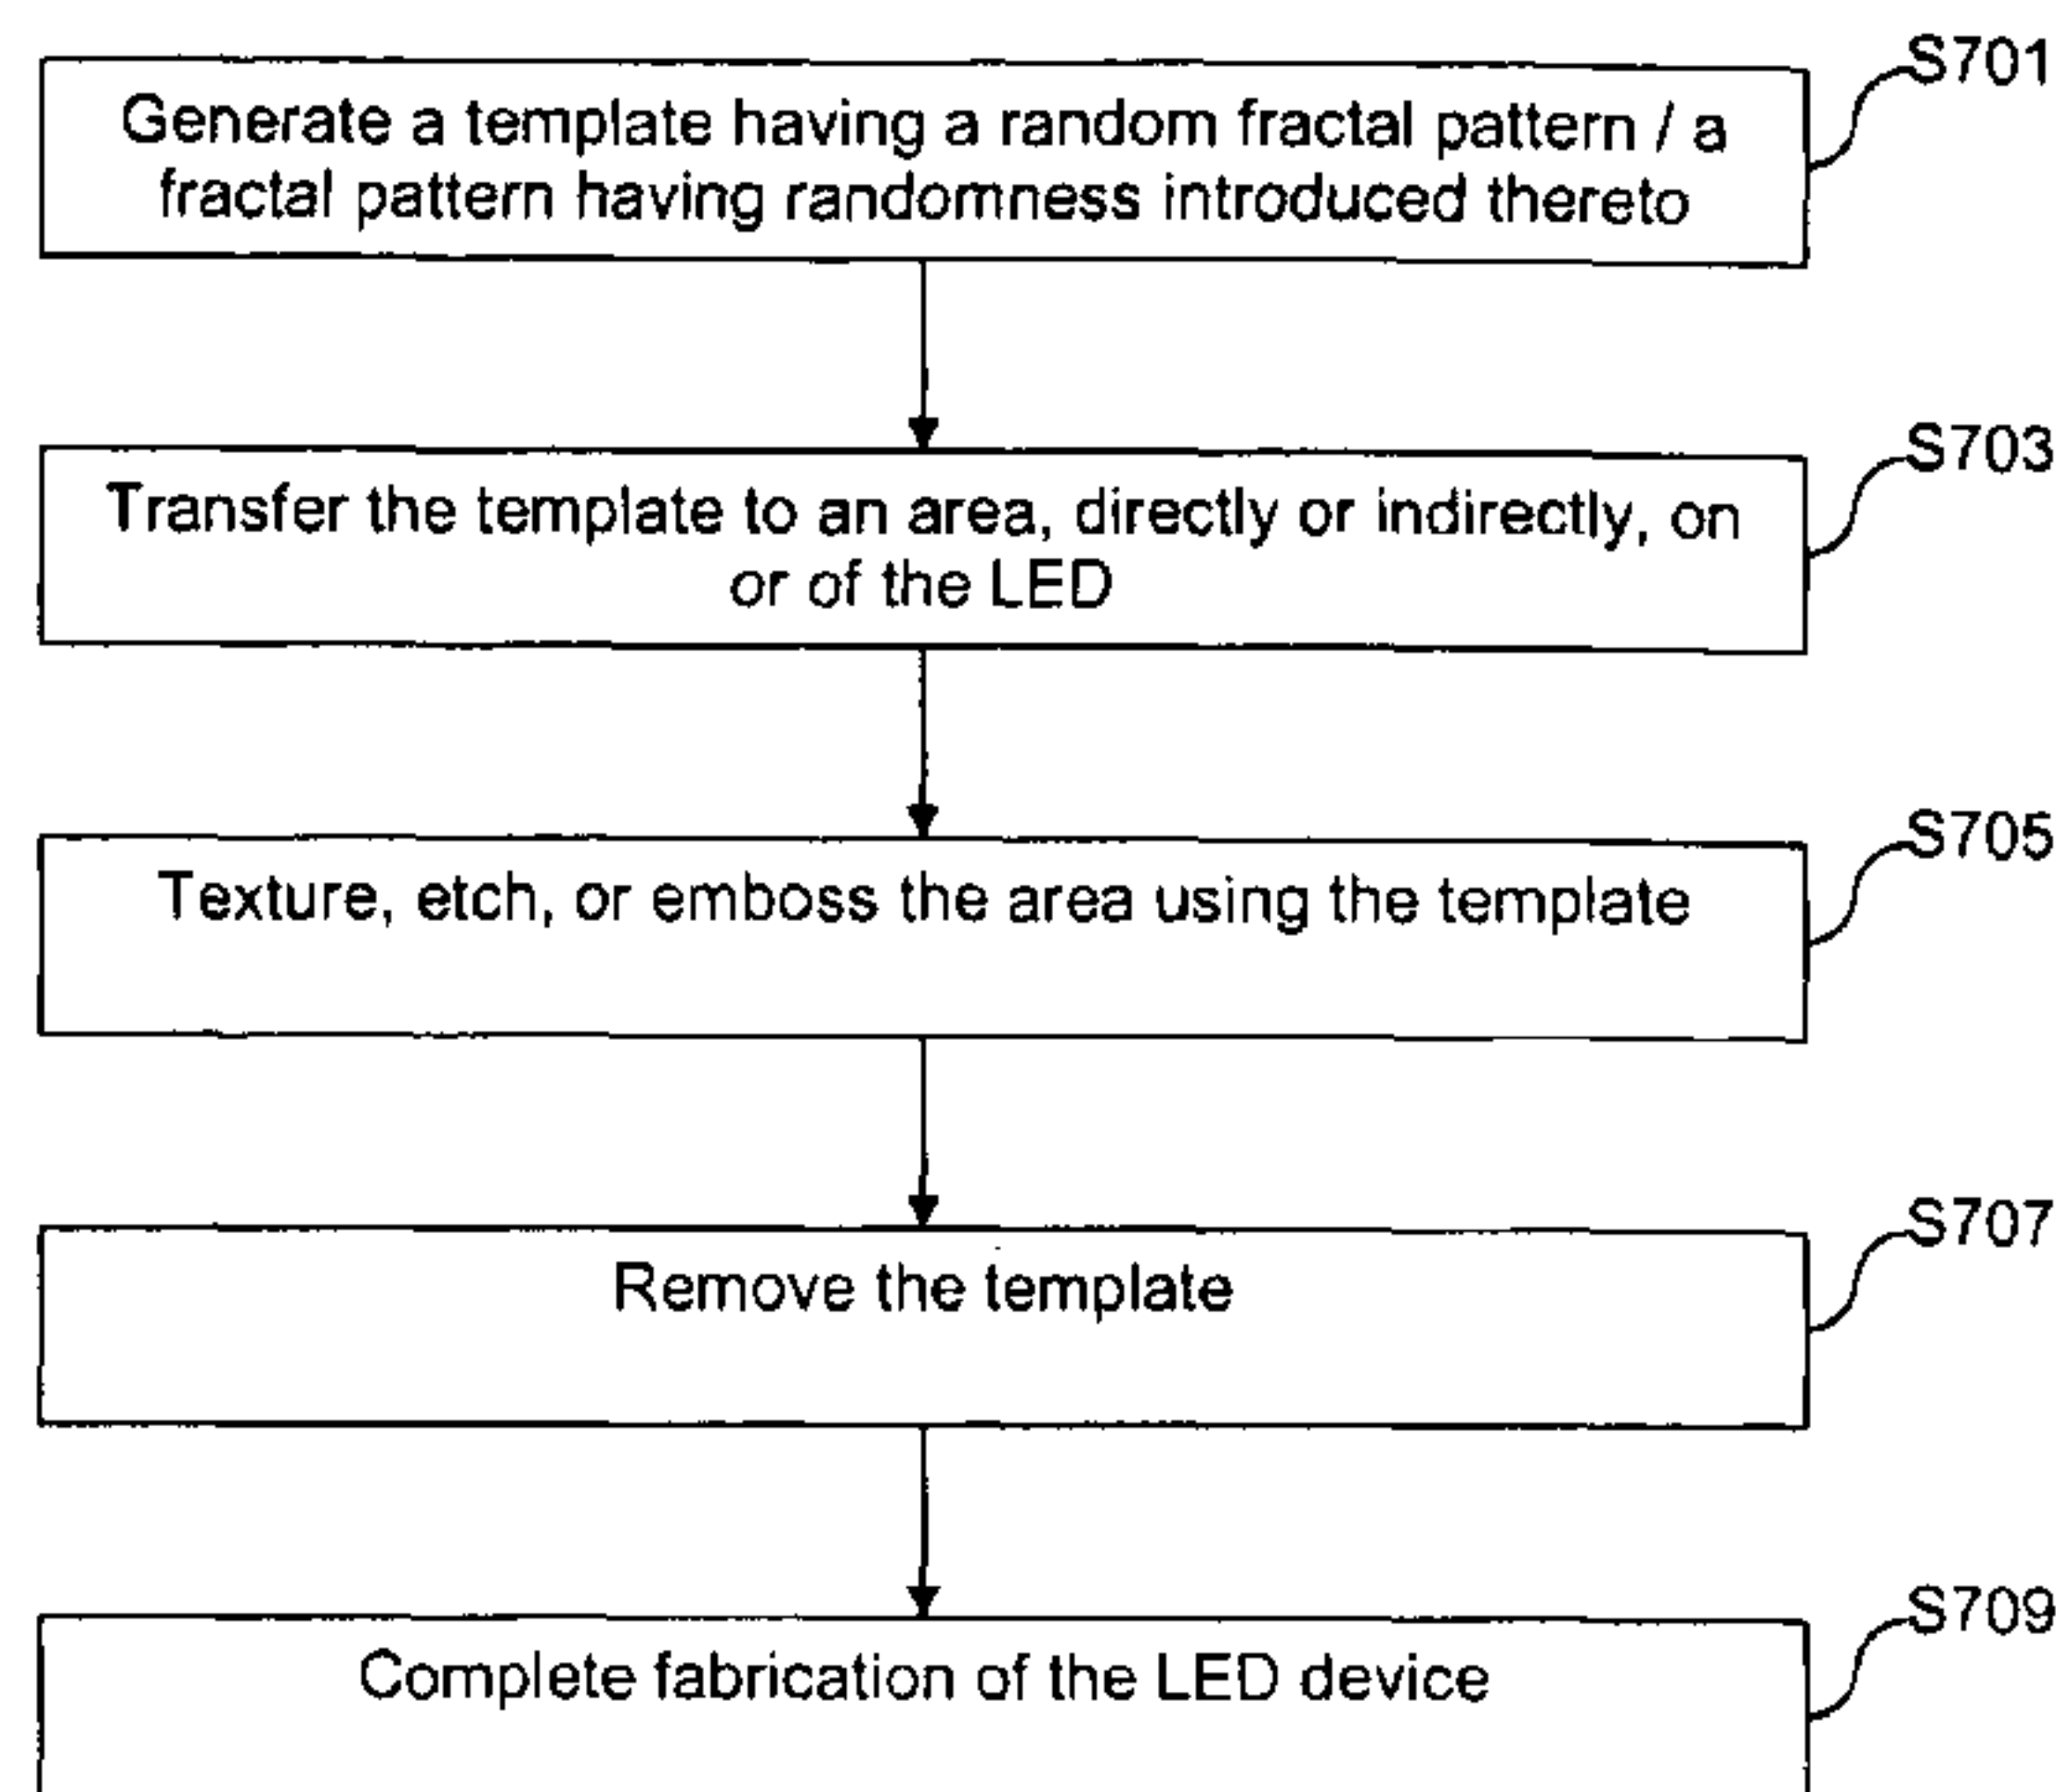 S701
Generate a template having a random fractal pattern / a
fractal pattern having randomness introduced thereto
S703
Transfer the template to an area, directly or indirectly, on
or of the LED
S705
Texture, etch, or emboss the area using the template
S707
Remove the template
S709
Complete fabrication of the LED device